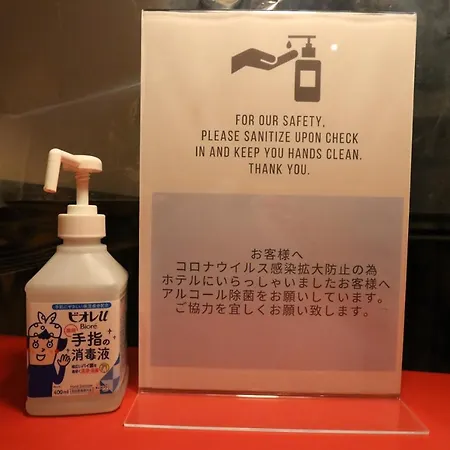 FOR OUR SAFETY,
PLEASE SANITIZE UPON CHECK
IN AND KEEP YOU HANDS CLEAN.
THANK YOU.
お客様へ
コロナウイルス感染拡大防止の為
ホテルにいらっしゃいましたお客様へ
アルコール除菌をお願いしています。
ご協力を宜しくお願い致します。
ビオレu
Biore
手指の
消毒液
400ml